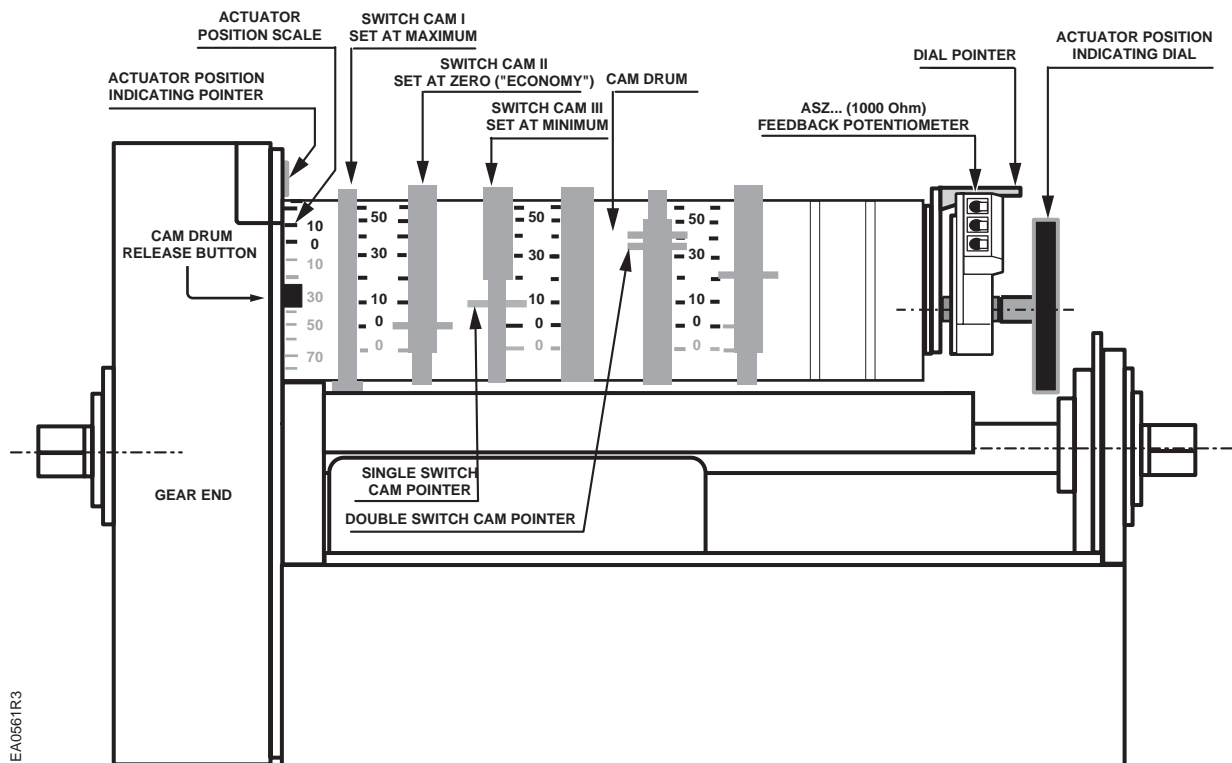 ACTUATOR
POSITION SCALE
SWITCH CAM I
SET AT MAXIMUM
SWITCH CAM II
SET AT ZERO ("ECONOMY")
CAM DRUM
SWITCH CAM III
SET AT MINIMUM
ACTUATOR POSITION
INDICATING POINTER
DIAL POINTER
ACTUATOR POSITION
INDICATING DIAL
ASZ... (1000 Ohm)
FEEDBACK POTENTIOMETER
CAM DRUM
RELEASE BUTTON
10
0
10
30
50
70
50
30
10
0
0
50
30
10
0
0
50
30
10
0
0
SINGLE SWITCH
CAM POINTER
DOUBLE SWITCH CAM POINTER
GEAR END
EA0561R3